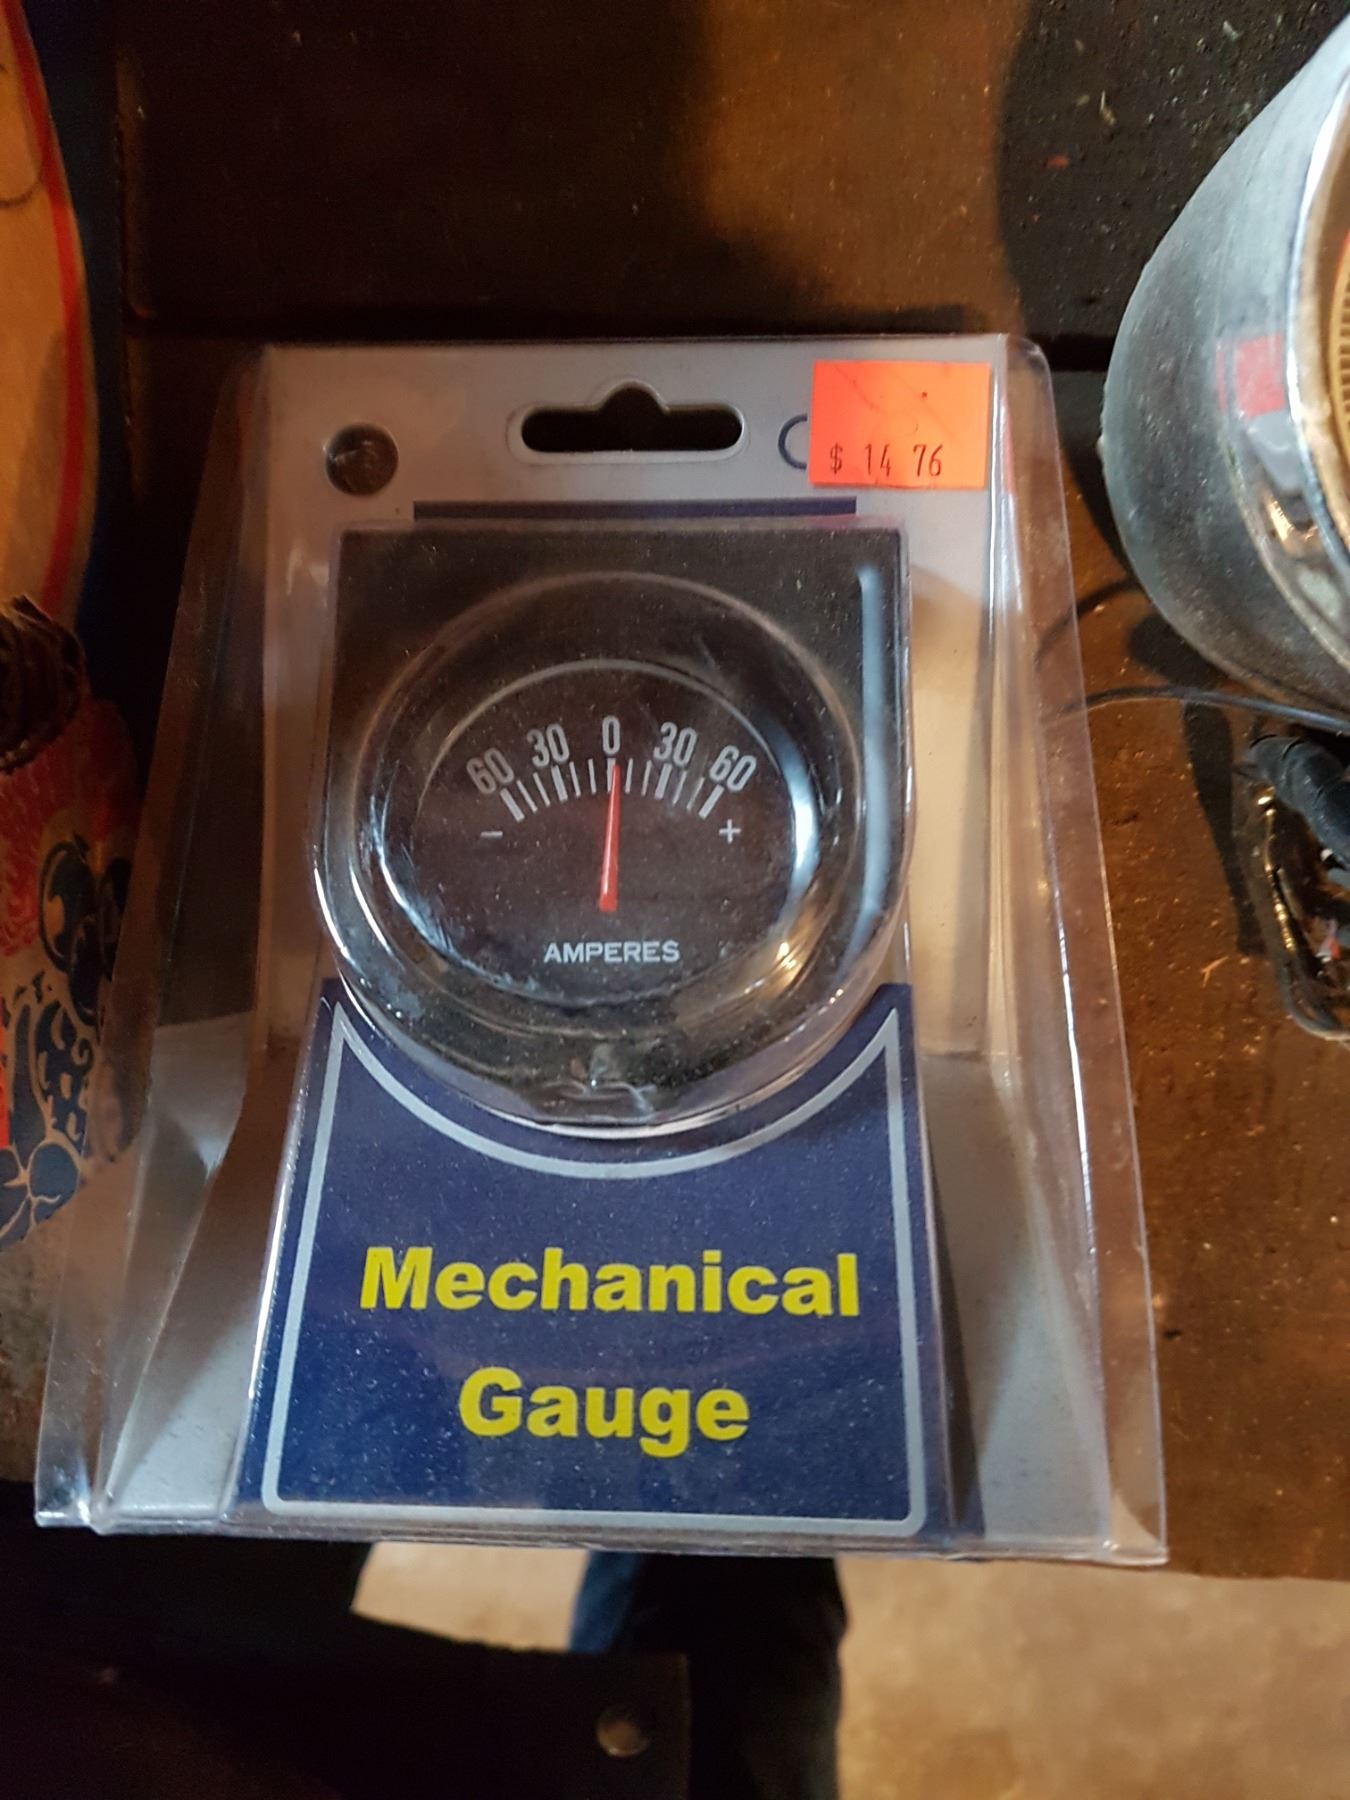 $ 14 76
60 30 0 30 60
- +
AMPERES
Mechanical
Gauge